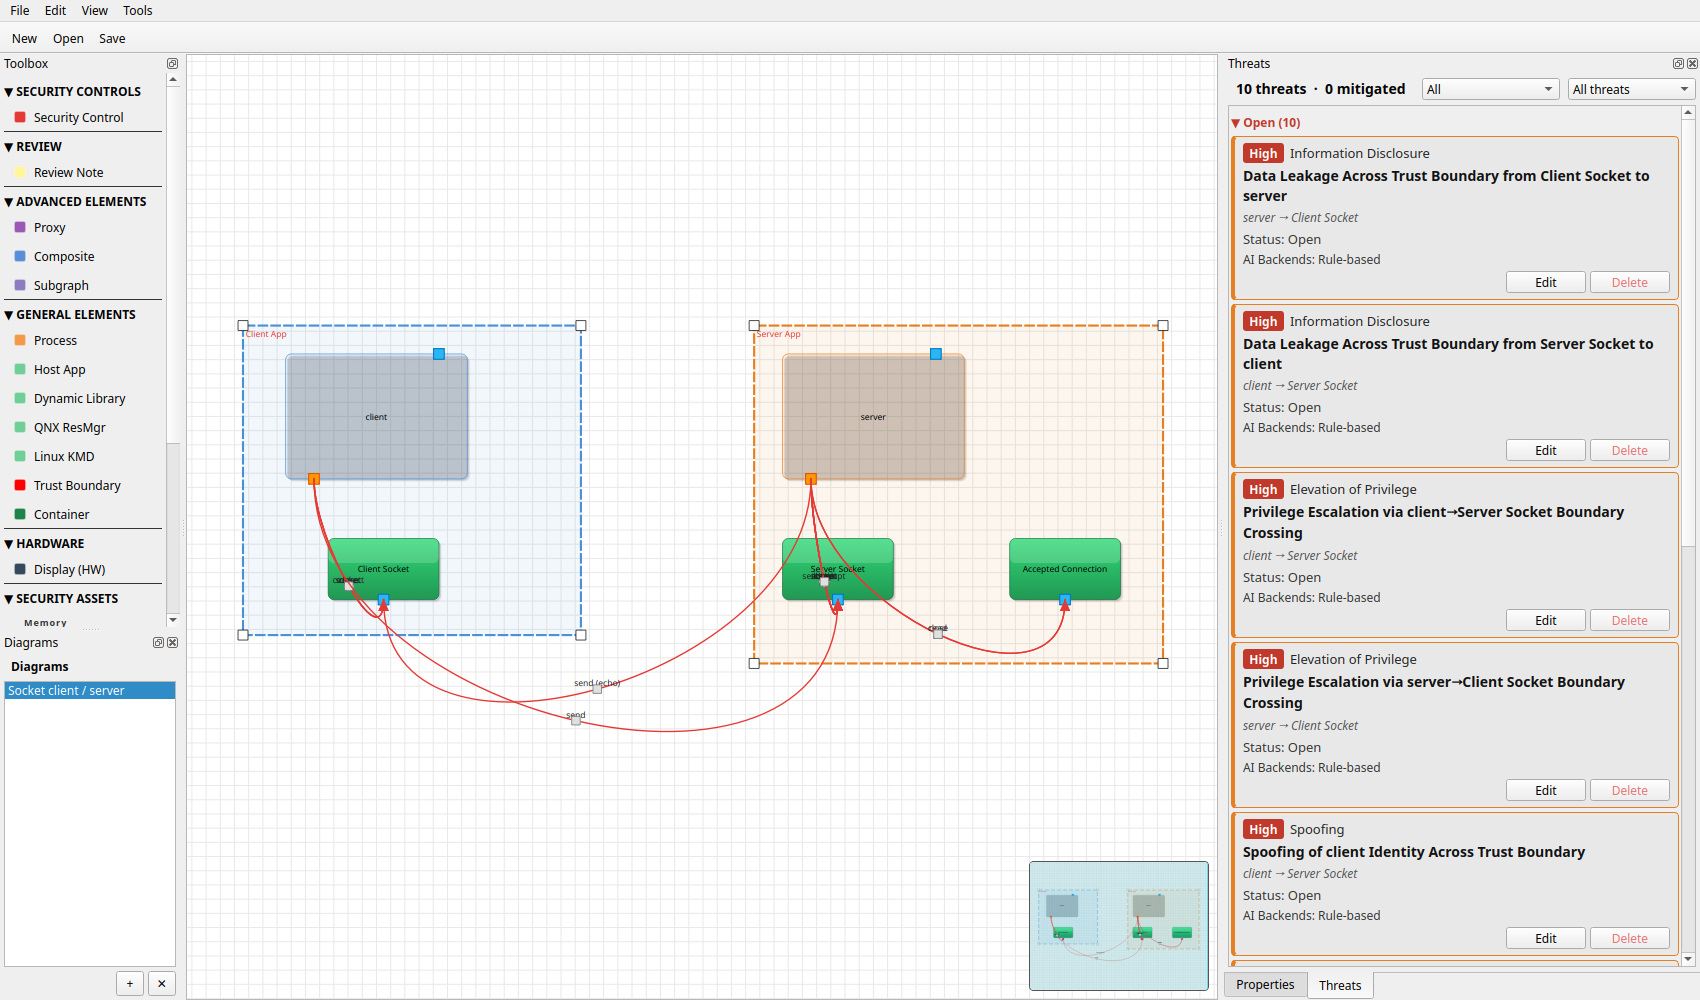 File Edit View Tools
New Open Save
Toolbox
SECURITY CONTROLS
Security Control
REVIEW
Review Note
ADVANCED ELEMENTS
Proxy
Composite
Subgraph
GENERAL ELEMENTS
Process
Host App
Dynamic Library
QNX ResMgr
Linux KMD
Trust Boundary
Container
HARDWARE
Display (HW)
SECURITY ASSETS
Memory
Diagrams
Diagrams
Socket client / server
+ ×
Client App
client
Client Socket
Server App
server
Server Socket
Accepted Connection
send (echo)
send
Threats
10 threats · 0 mitigated All All threats
Open (10)
High Information Disclosure
Data Leakage Across Trust Boundary from Client Socket to
server
server → Client Socket
Status: Open
AI Backends: Rule-based
Edit Delete
High Information Disclosure
Data Leakage Across Trust Boundary from Server Socket to
client
client → Server Socket
Status: Open
AI Backends: Rule-based
Edit Delete
High Elevation of Privilege
Privilege Escalation via client→Server Socket Boundary
Crossing
client → Server Socket
Status: Open
AI Backends: Rule-based
Edit Delete
High Elevation of Privilege
Privilege Escalation via server→Client Socket Boundary
Crossing
server → Client Socket
Status: Open
AI Backends: Rule-based
Edit Delete
High Spoofing
Spoofing of client Identity Across Trust Boundary
client → Server Socket
Status: Open
AI Backends: Rule-based
Edit Delete
Properties Threats